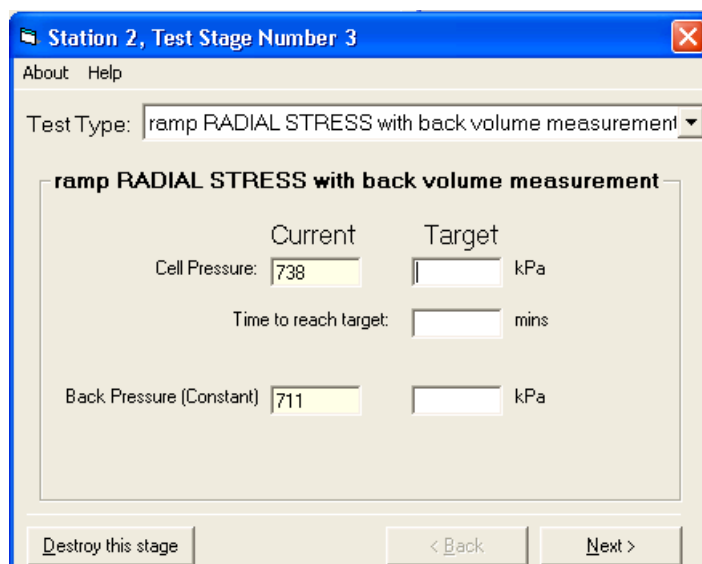 Station 2, Test Stage Number 3
About Help
Test Type: ramp RADIAL STRESS with back volume measurement
ramp RADIAL STRESS with back volume measurement
Current Target
Cell Pressure: 738 kPa
Time to reach target: mins
Back Pressure (Constant) 711 kPa
Destroy this stage < Back Next >